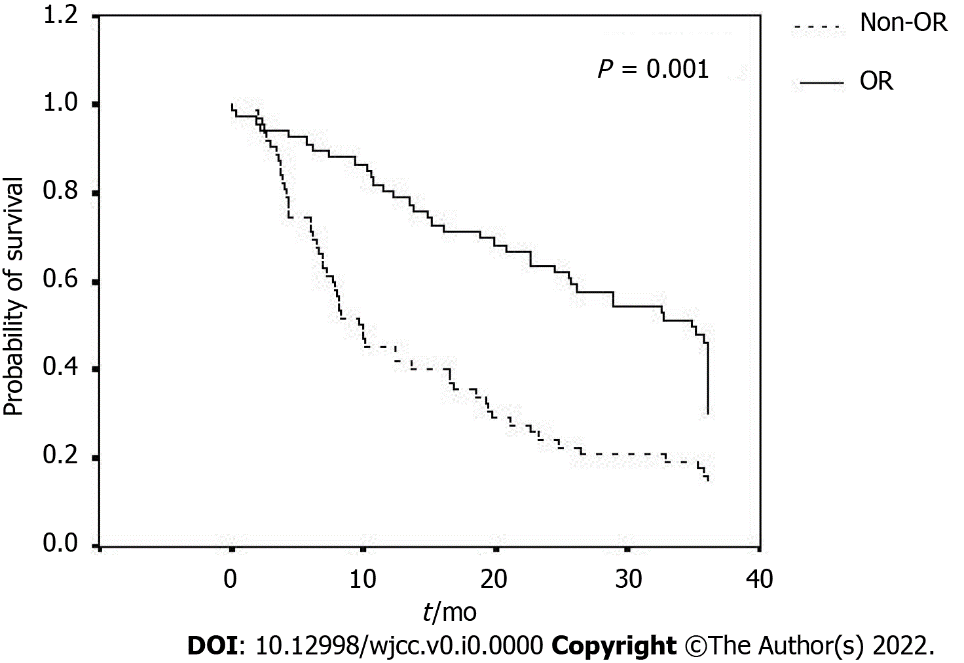 1.2
Non-OR
P = 0.001
OR
1.0
0.8
0.6
0.4
0.2
0.0
Probability of survival
0 10 20 30 40
t/mo
DOI: 10.12998/wjcc.v0.i0.0000 Copyright ©The Author(s) 2022.